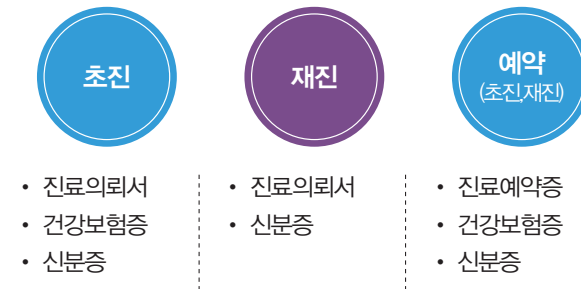 초진
• 진료의뢰서
• 건강보험증
• 신분증
재진
• 진료의뢰서
• 신분증
예약
(초진,재진)
• 진료예약증
• 건강보험증
• 신분증